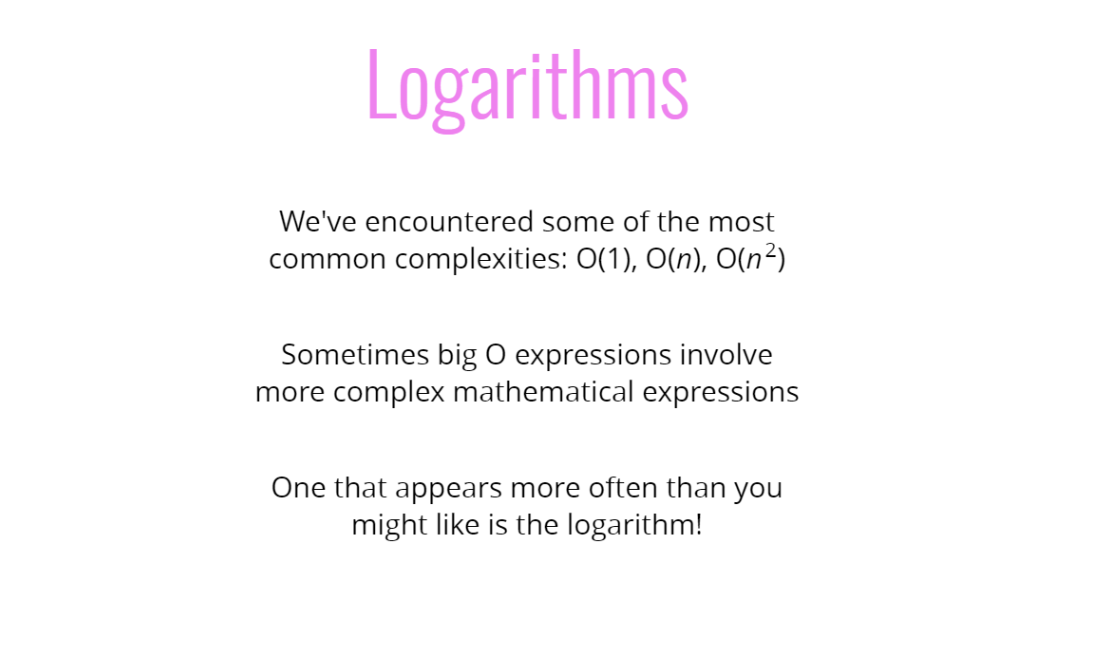 Logarithms
We've encountered some of the most
common complexities: O(1), O(n), O(n²)
Sometimes big O expressions involve
more complex mathematical expressions
One that appears more often than you
might like is the logarithm!